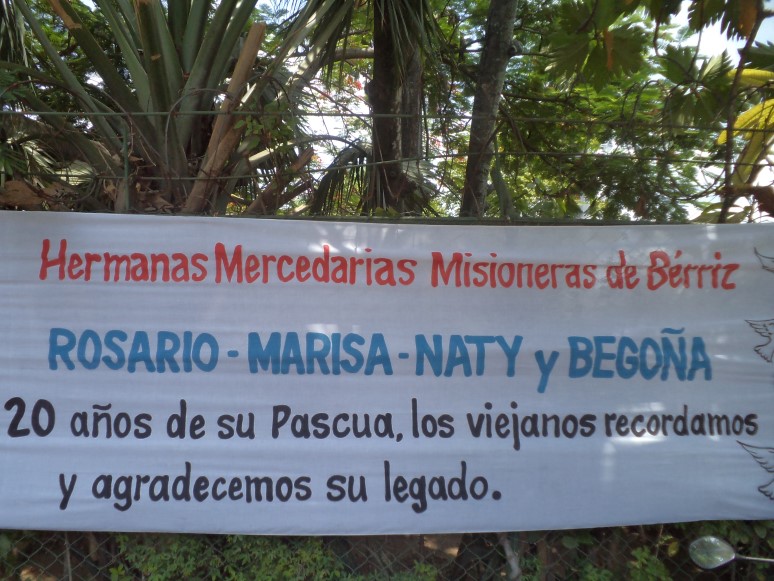 Hermanas Mercedarias Misioneras de Bérriz
ROSARIO - MARISA - NATY y BEGOÑA
20 años de su Pascua, los viejanos recordamos
y agradecemos su legado.